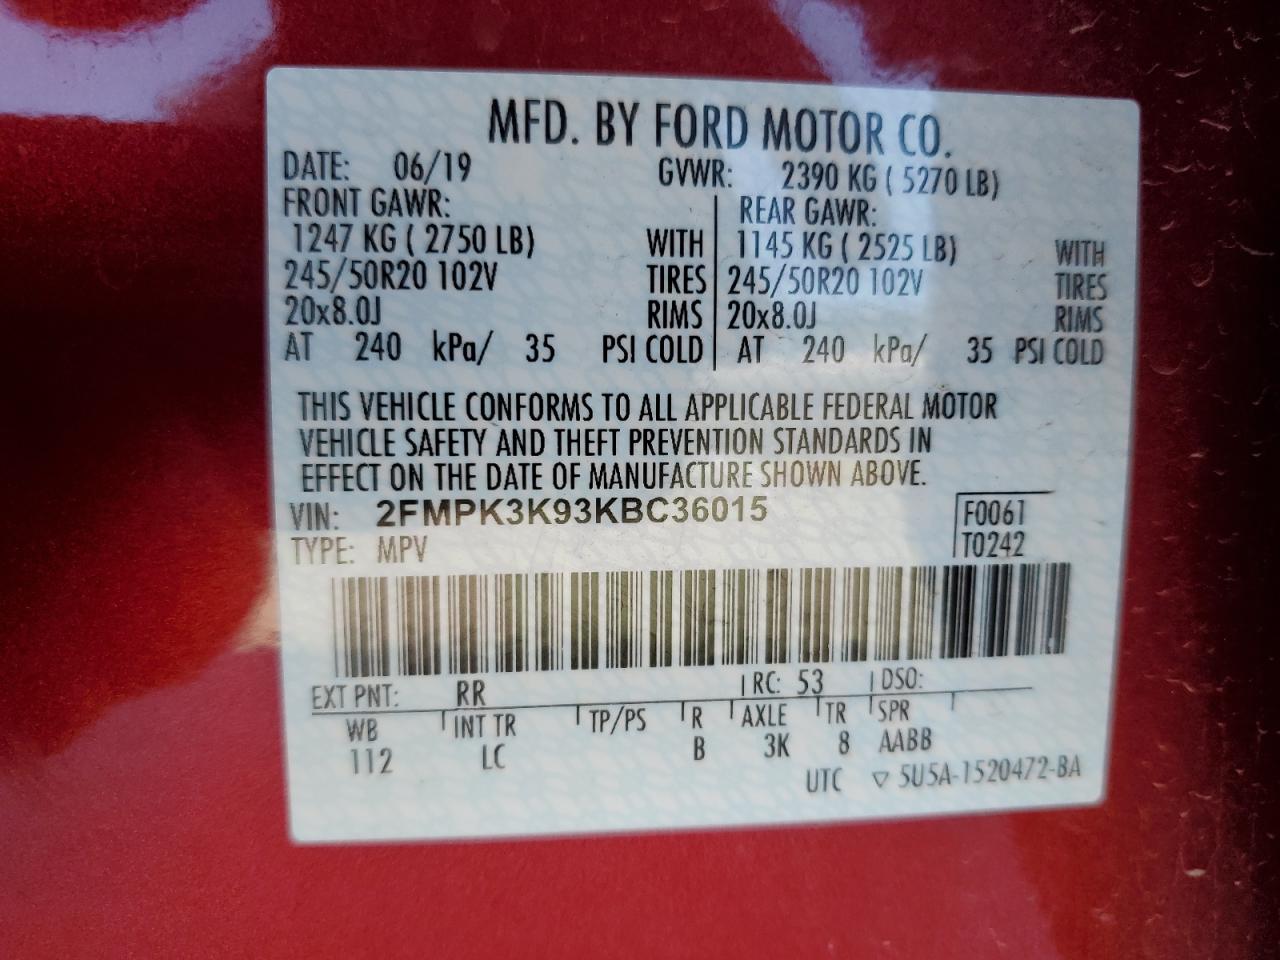 MFD. BY FORD MOTOR CO.
DATE: 06/19 GVWR: 2390 KG ( 5270 LB)
FRONT GAWR: REAR GAWR:
1247 KG ( 2750 LB) WITH 1145 KG ( 2525 LB) WITH
245/50R20 102V TIRES 245/50R20 102V TIRES
20x8.0J RIMS 20x8.0J RIMS
AT 240 kPa/ 35 PSI COLD AT 240 kPa/ 35 PSI COLD
THIS VEHICLE CONFORMS TO ALL APPLICABLE FEDERAL MOTOR
VEHICLE SAFETY AND THEFT PREVENTION STANDARDS IN
EFFECT ON THE DATE OF MANUFACTURE SHOWN ABOVE.
VIN: 2FMPK3K93KBC36015 F0061
TYPE: MPV T0242
EXT PNT: RR RC: 53 DSO:
WB INT TR TP/PS R AXLE TR SPR
112 LC B 3K 8 AABB
UTC ▽ 5U5A-1520472-BA